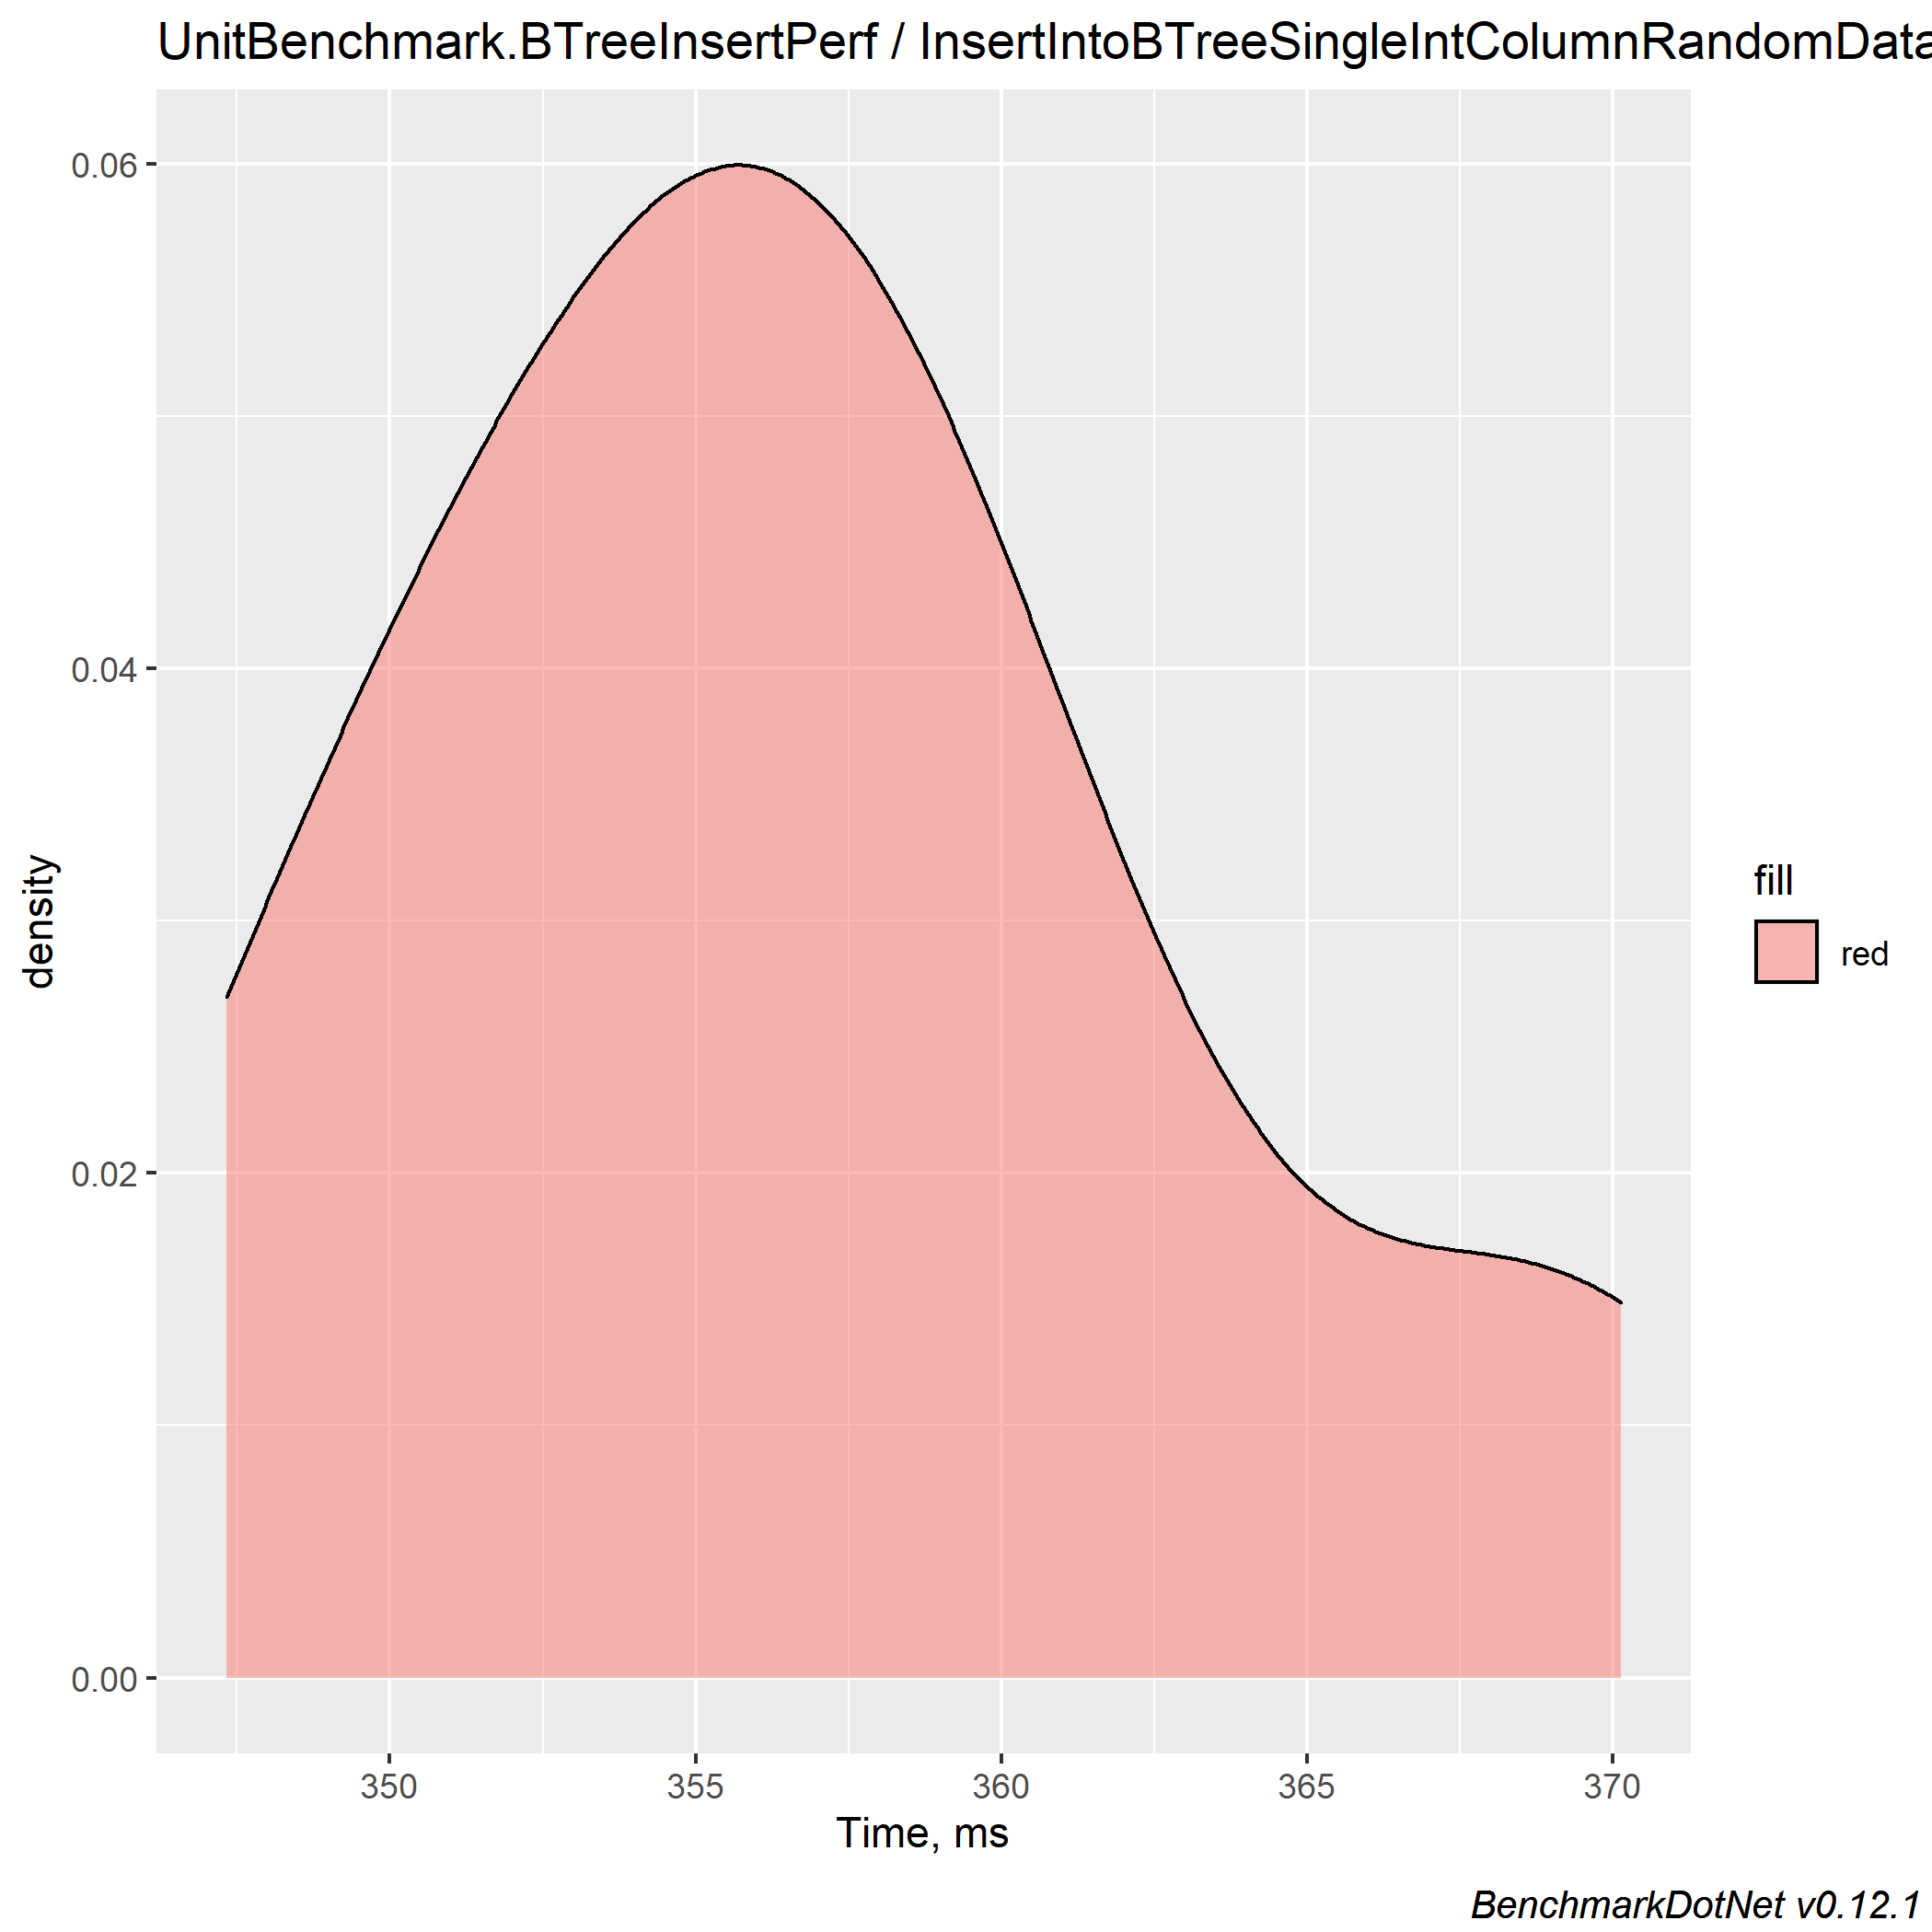 UnitBenchmark.BTreeInsertPerf / InsertIntoBTreeSingleIntColumnRandomData
0.06
0.04
0.02
0.00
density
350 355 360 365 370
Time, ms
fill
red
BenchmarkDotNet v0.12.1